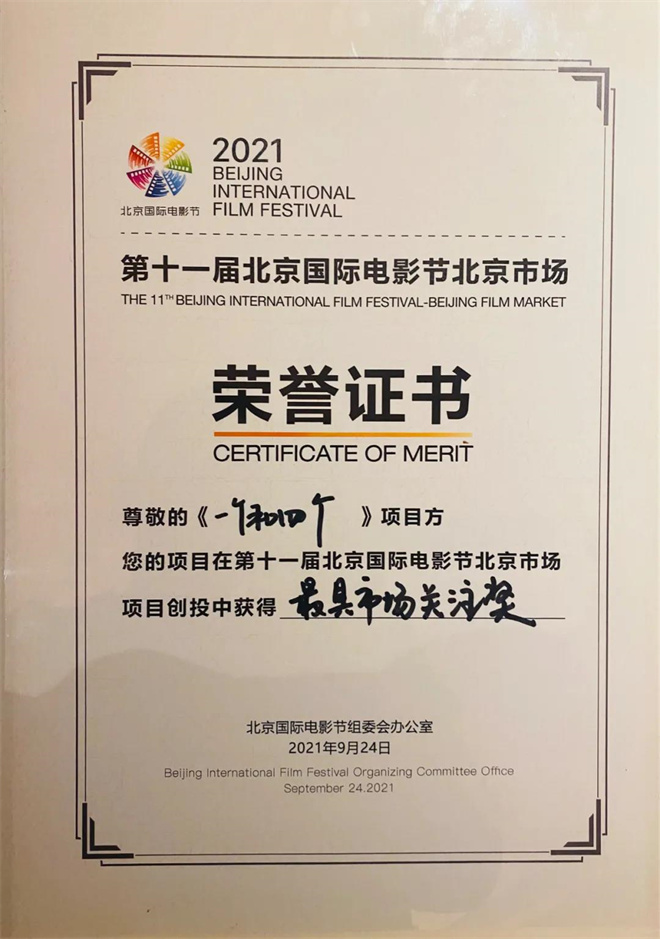 2021
BEIJING
INTERNATIONAL
FILM FESTIVAL
北京国际电影节
第十一届北京国际电影节北京市场
THE 11TH BEIJING INTERNATIONAL FILM FESTIVAL-BEIJING FILM MARKET
荣誉证书
CERTIFICATE OF MERIT
尊敬的《一个和四个》项目方
您的项目在第十一届北京国际电影节北京市场
项目创投中获得 最具市场关注奖
北京国际电影节组委会办公室
2021年9月24日
Beijing International Film Festival Organizing Committee Office
September 24.2021